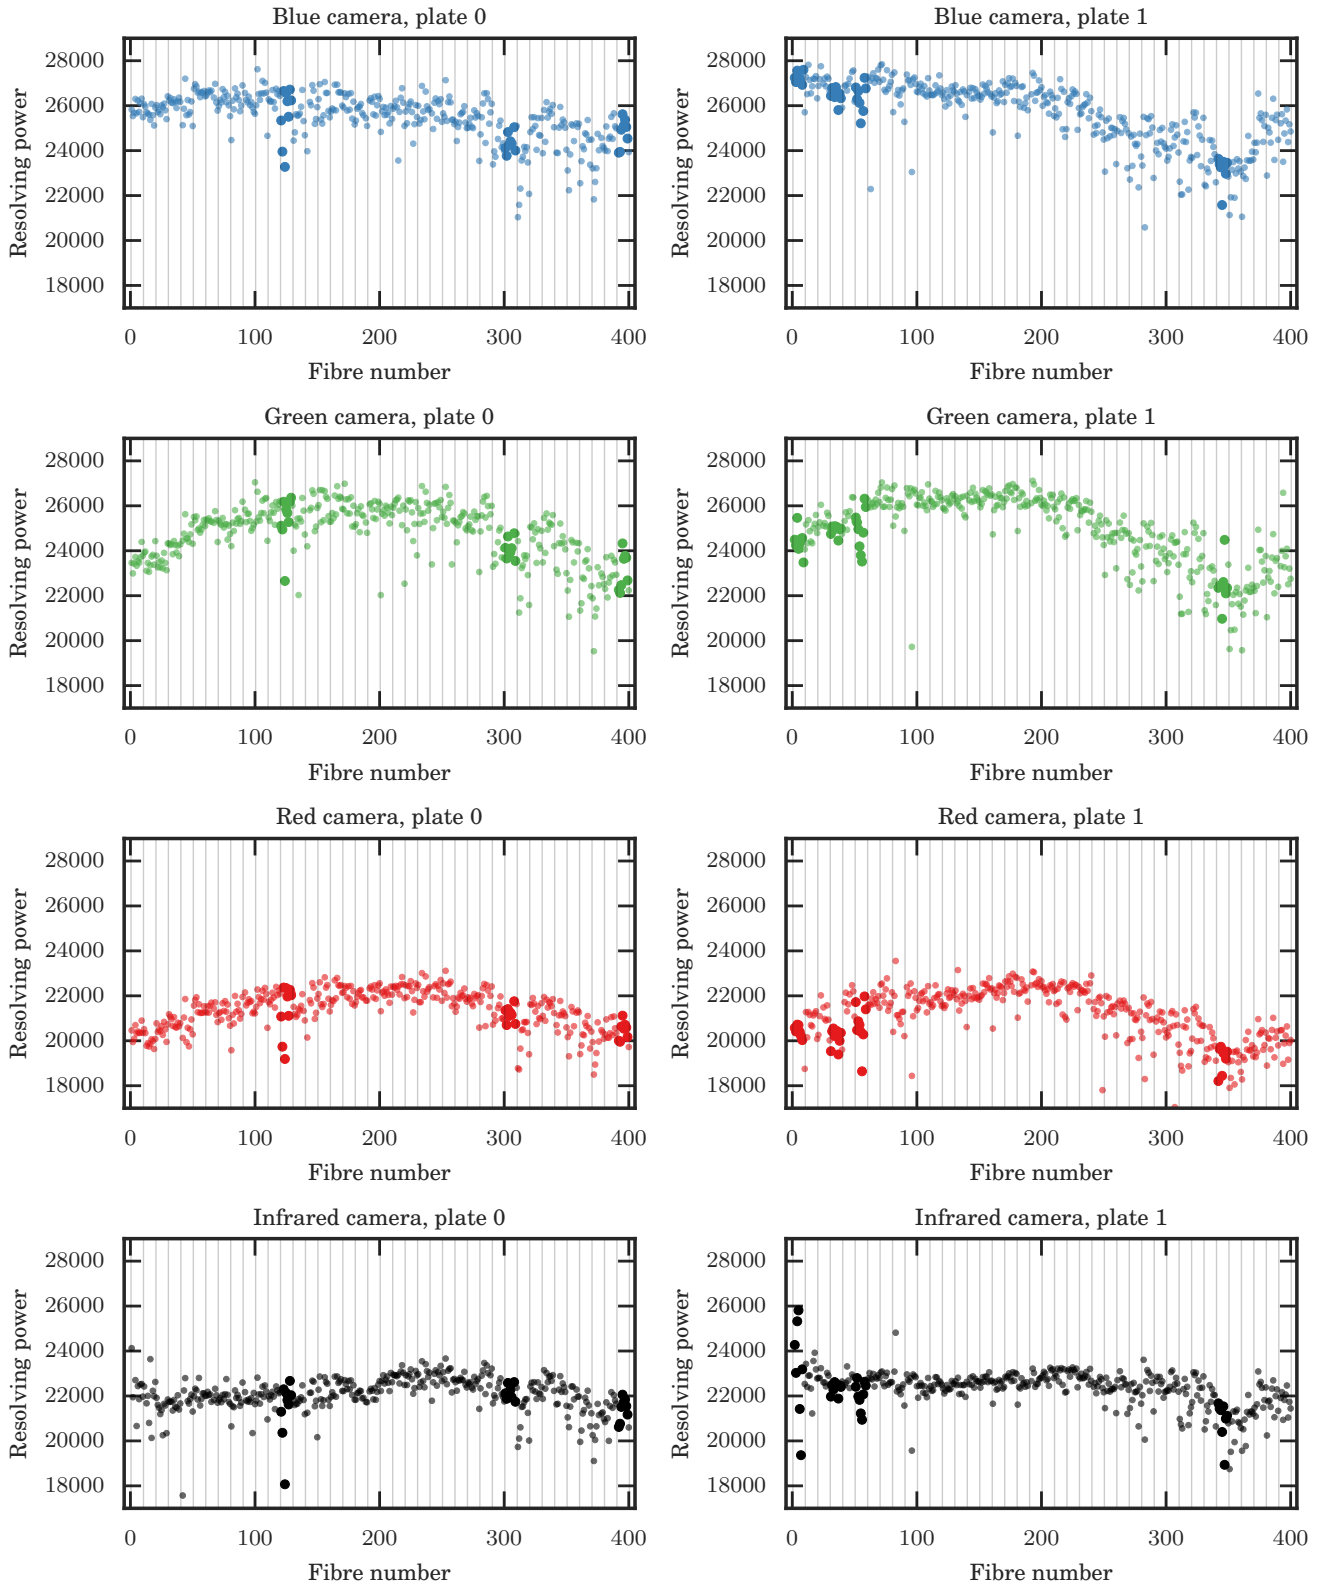 Blue camera, plate 0
Resolving power
28000
26000
24000
22000
20000
18000
0 100 200 300 400
Fibre number
Blue camera, plate 1
Resolving power
28000
26000
24000
22000
20000
18000
0 100 200 300 400
Fibre number
Green camera, plate 0
Resolving power
28000
26000
24000
22000
20000
18000
0 100 200 300 400
Fibre number
Green camera, plate 1
Resolving power
28000
26000
24000
22000
20000
18000
0 100 200 300 400
Fibre number
Red camera, plate 0
Resolving power
28000
26000
24000
22000
20000
18000
0 100 200 300 400
Fibre number
Red camera, plate 1
Resolving power
28000
26000
24000
22000
20000
18000
0 100 200 300 400
Fibre number
Infrared camera, plate 0
Resolving power
28000
26000
24000
22000
20000
18000
0 100 200 300 400
Fibre number
Infrared camera, plate 1
Resolving power
28000
26000
24000
22000
20000
18000
0 100 200 300 400
Fibre number